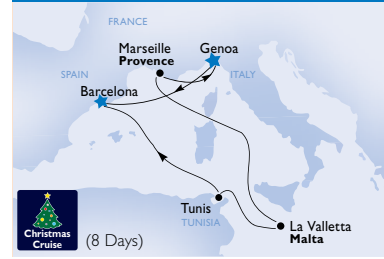 FRANCE
Marseille
Provence
Genoa
SPAIN
ITALY
Barcelona
Tunis
TUNISIA
La Valletta
Malta
Christmas
Cruise
(8 Days)